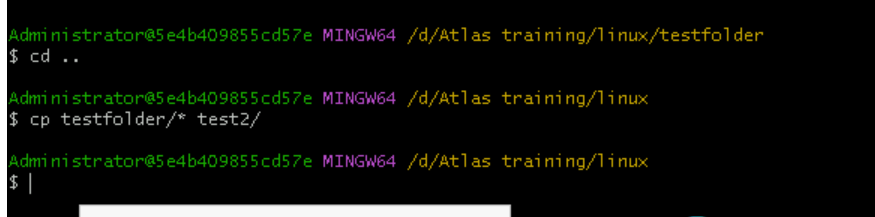 Administrator@5e4b409855cd57e MINGW64 /d/Atlas training/linux/testfolder
$ cd ..
Administrator@5e4b409855cd57e MINGW64 /d/Atlas training/linux
$ cp testfolder/* test2/
Administrator@5e4b409855cd57e MINGW64 /d/Atlas training/linux
$